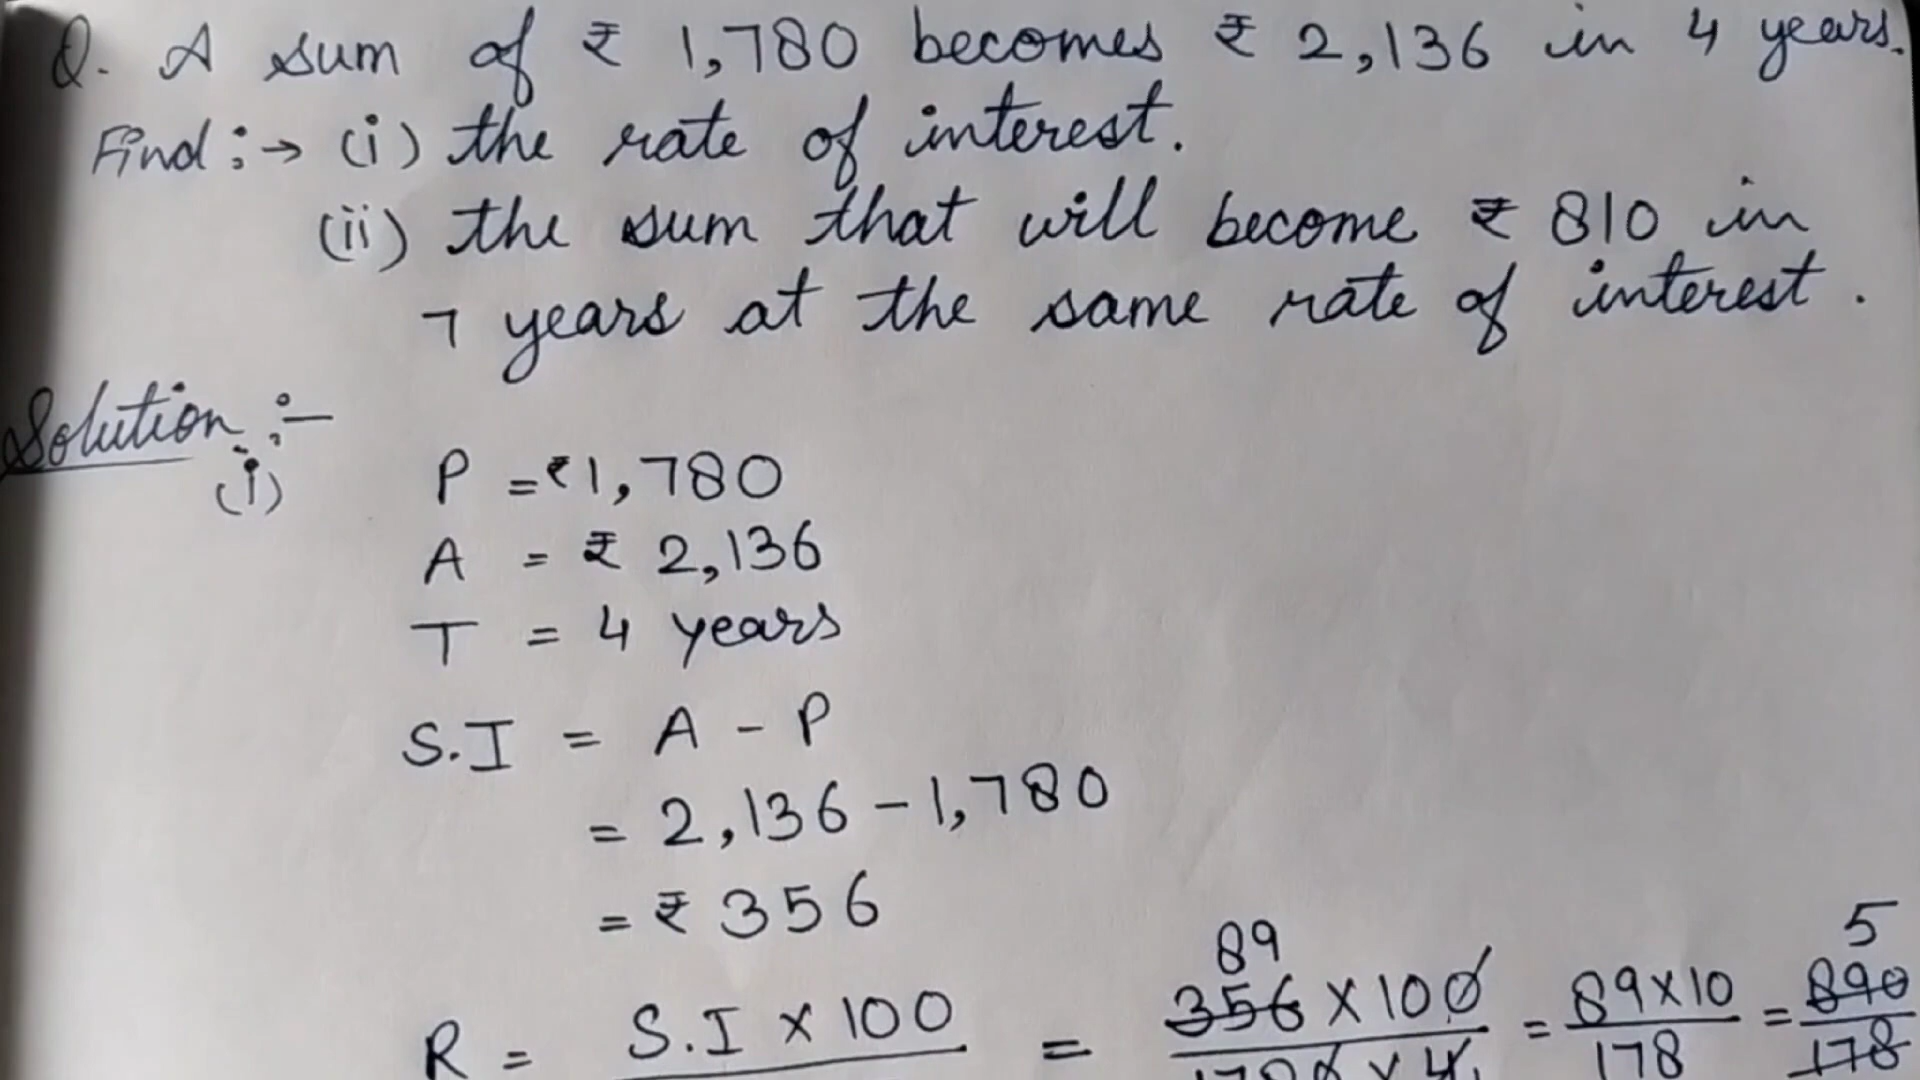 Q. A sum of ₹ 1,780 becomes ₹ 2,136 in 4 years.
Find :→ (i) the rate of interest.
(ii) the sum that will become ₹ 810 in
7 years at the same rate of interest.
Solution :-
(i) P = ₹1,780
A = ₹ 2,136
T = 4 years
S.I = A - P
= 2,136 - 1,780
= ₹ 356
89 5
R = S.I × 100 = 356 × 100 = 89×10 = 890
178 178